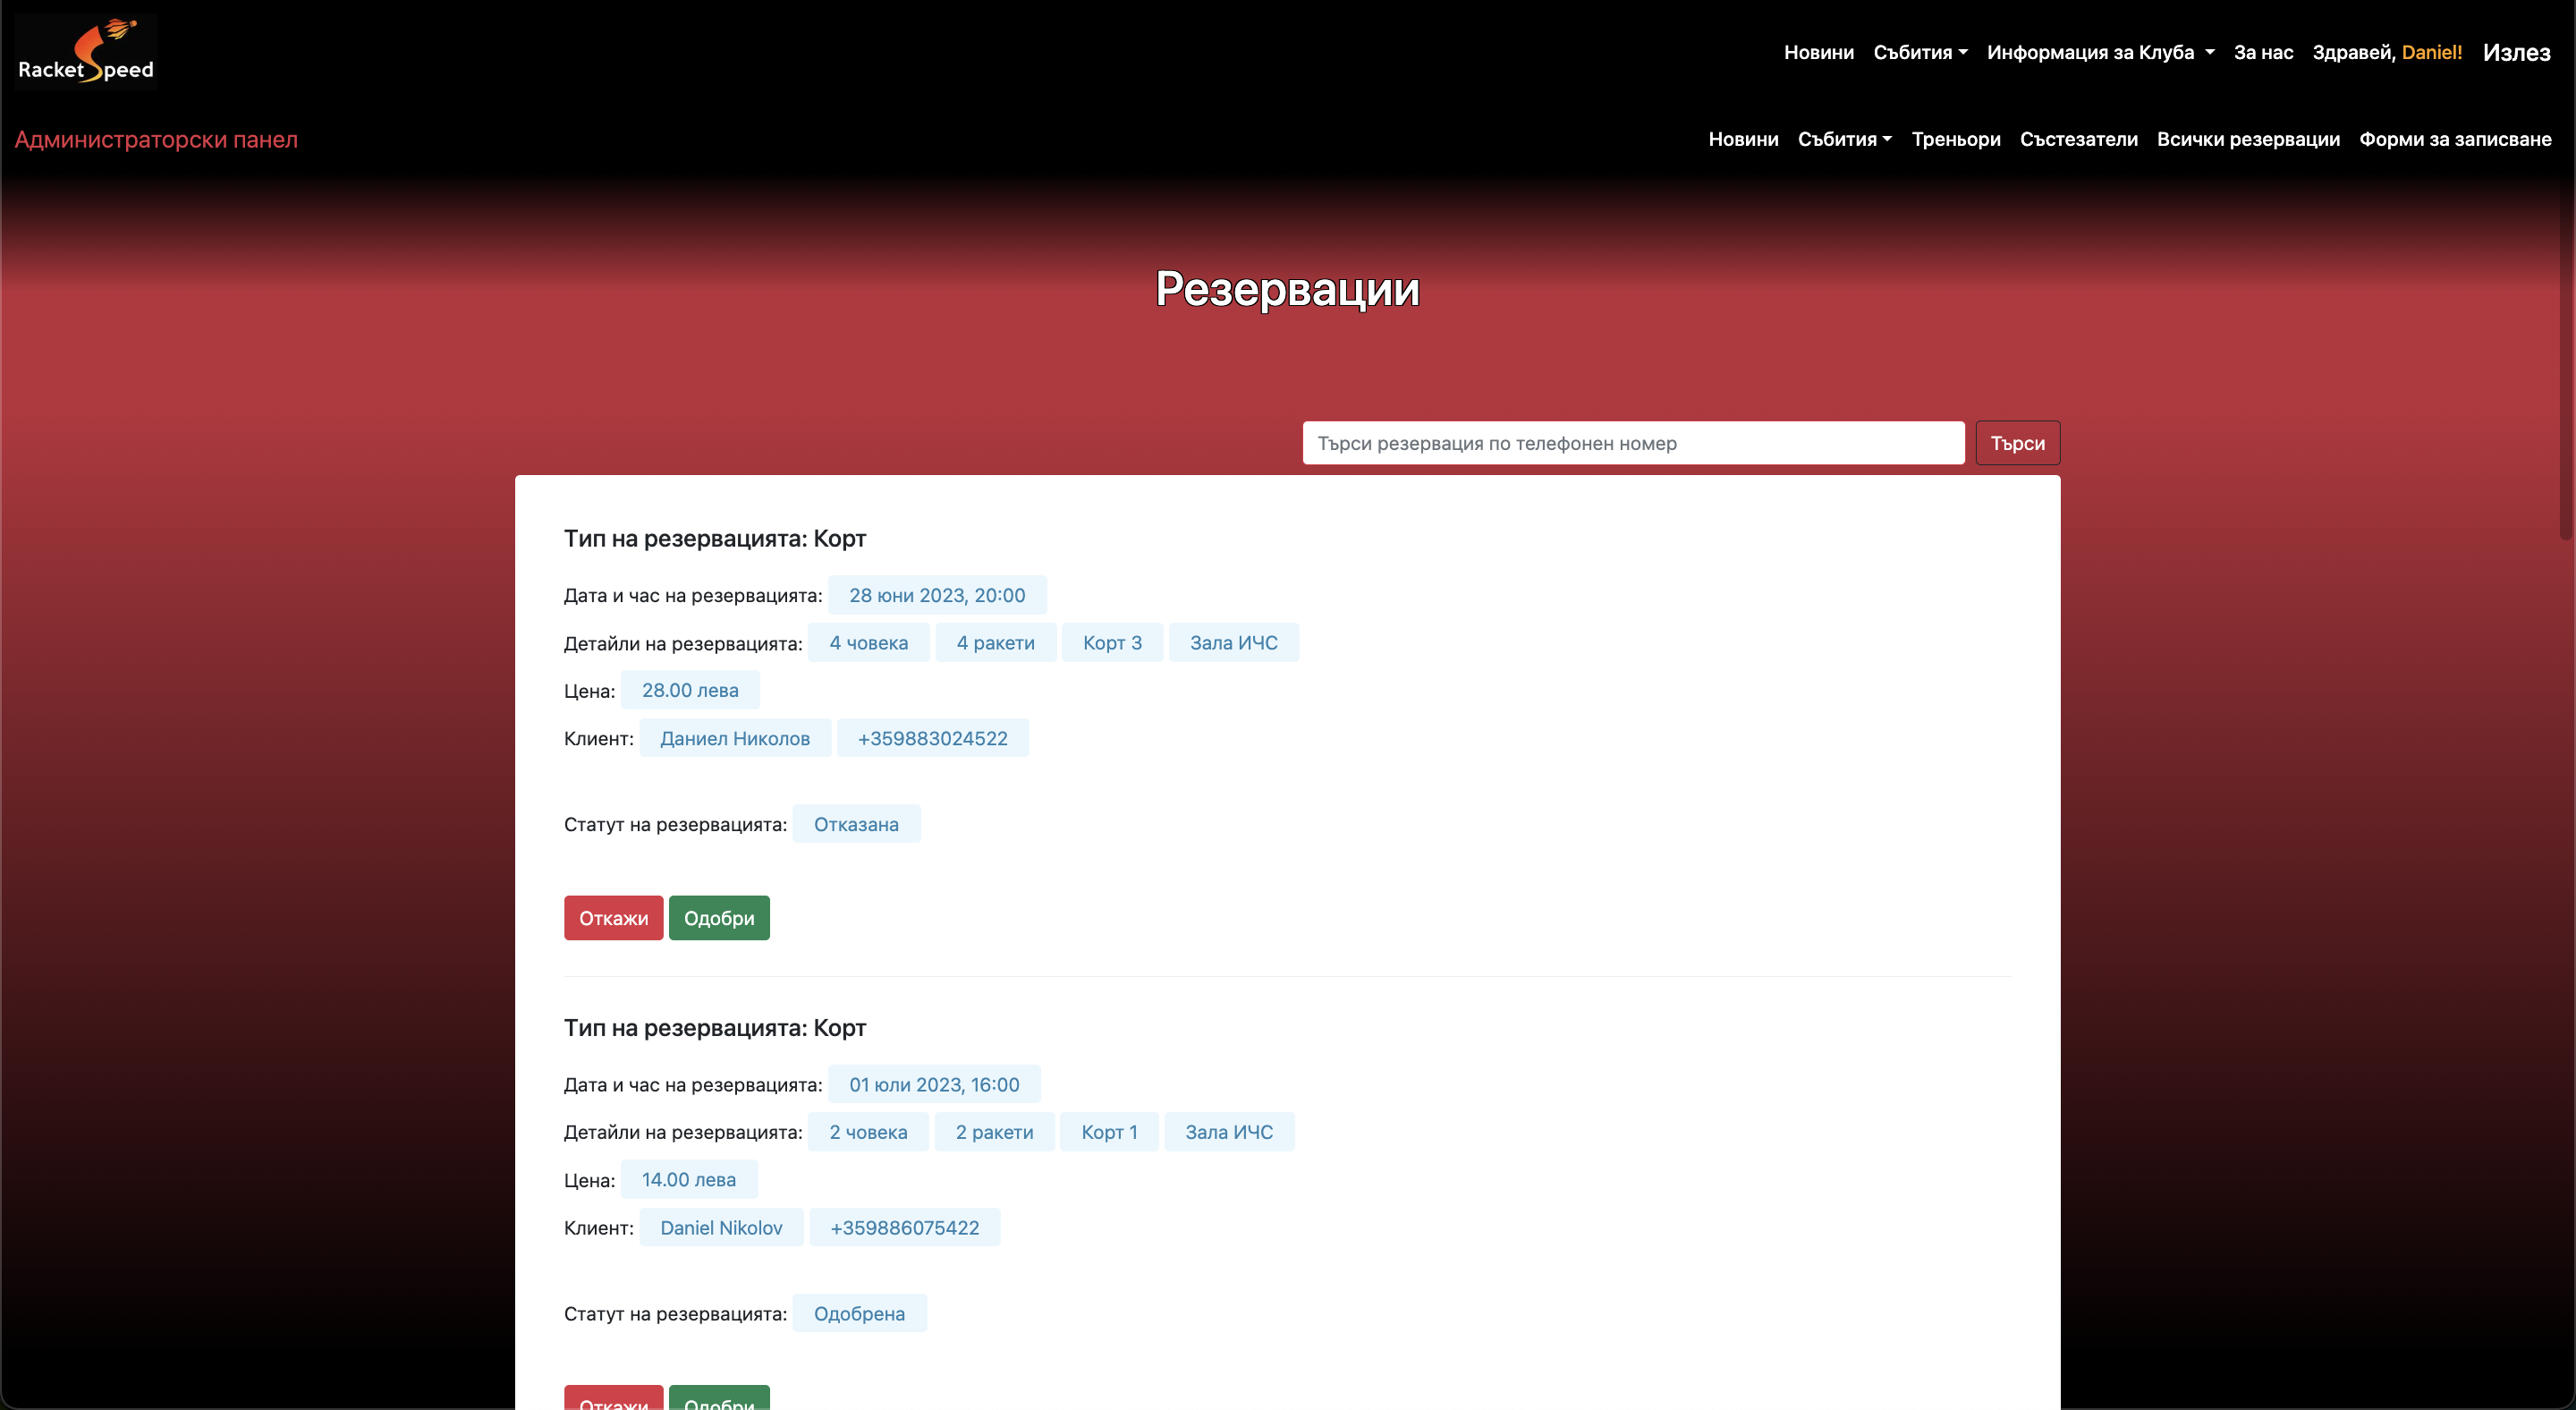 RacketSpeed
Новини Събития Информация за Клуба За нас Здравей, Daniel! Излез
Администраторски панел
Новини Събития Треньори Състезатели Всички резервации Форми за записване
Резервации
Търси резервация по телефонен номер Търси
Тип на резервацията: Корт
Дата и час на резервацията: 28 юни 2023, 20:00
Детайли на резервацията: 4 човека 4 ракети Корт 3 Зала ИЧС
Цена: 28.00 лева
Клиент: Даниел Николов +359883024522
Статут на резервацията: Отказана
Откажи Одобри
Тип на резервацията: Корт
Дата и час на резервацията: 01 юли 2023, 16:00
Детайли на резервацията: 2 човека 2 ракети Корт 1 Зала ИЧС
Цена: 14.00 лева
Клиент: Daniel Nikolov +359886075422
Статут на резервацията: Одобрена
Откажи Одобри